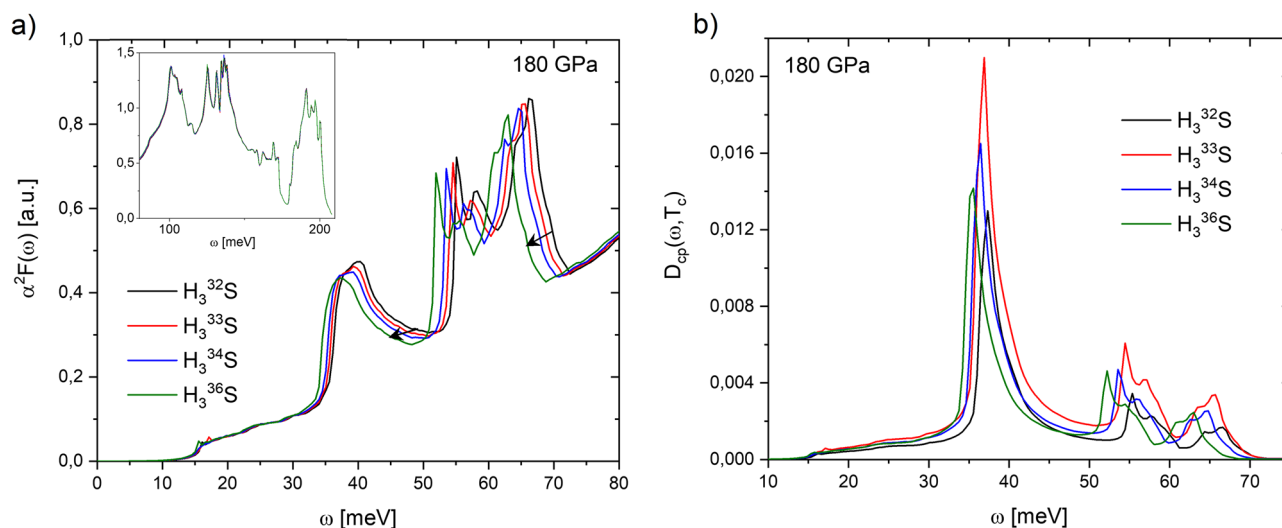 a)
α²F(ω) [a.u.]
1,0
0,8
0,6
0,4
0,2
0,0
0
10
20
30
40
50
60
70
80
ω [meV]
180 GPa
1,5
1,0
0,5
0,0
100
200
ω [meV]
H₃³²S
H₃³³S
H₃³⁴S
H₃³⁶S
b)
D_cp(ω,T_c)
0,020
0,016
0,012
0,008
0,004
0,000
10
20
30
40
50
60
70
ω [meV]
180 GPa
H₃³²S
H₃³³S
H₃³⁴S
H₃³⁶S